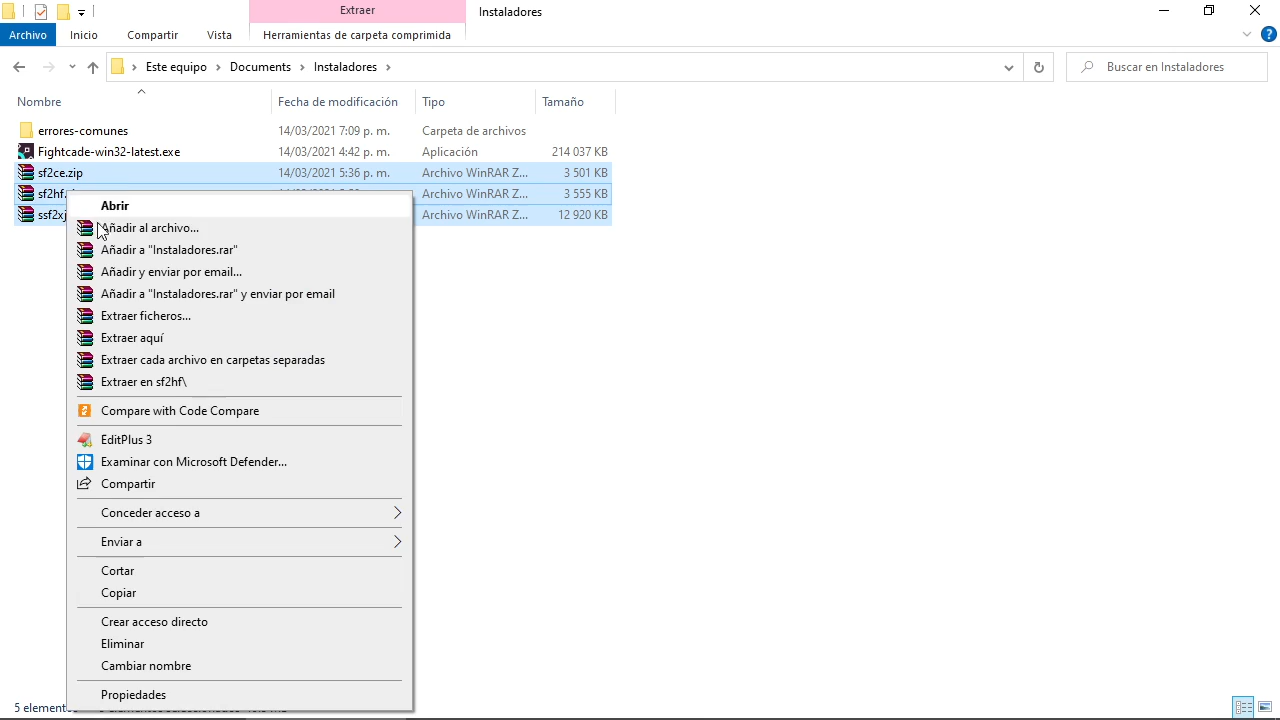 Extraer
Instaladores
Archivo Inicio Compartir Vista Herramientas de carpeta comprimida
Este equipo Documents Instaladores
Buscar en Instaladores
Nombre Fecha de modificación Tipo Tamaño
errores-comunes 14/03/2021 7:09 p. m. Carpeta de archivos
Fightcade-win32-latest.exe 14/03/2021 4:42 p. m. Aplicación 214 037 KB
sf2ce.zip 14/03/2021 5:36 p. m. Archivo WinRAR Z... 3 501 KB
sf2hf. Archivo WinRAR Z... 3 555 KB
ssf2xj Archivo WinRAR Z... 12 920 KB
Abrir
Añadir al archivo...
Añadir a "Instaladores.rar"
Añadir y enviar por email...
Añadir a "Instaladores.rar" y enviar por email
Extraer ficheros...
Extraer aquí
Extraer cada archivo en carpetas separadas
Extraer en sf2hf\
Compare with Code Compare
EditPlus 3
Examinar con Microsoft Defender...
Compartir
Conceder acceso a
Enviar a
Cortar
Copiar
Crear acceso directo
Eliminar
Cambiar nombre
Propiedades
5 elemento